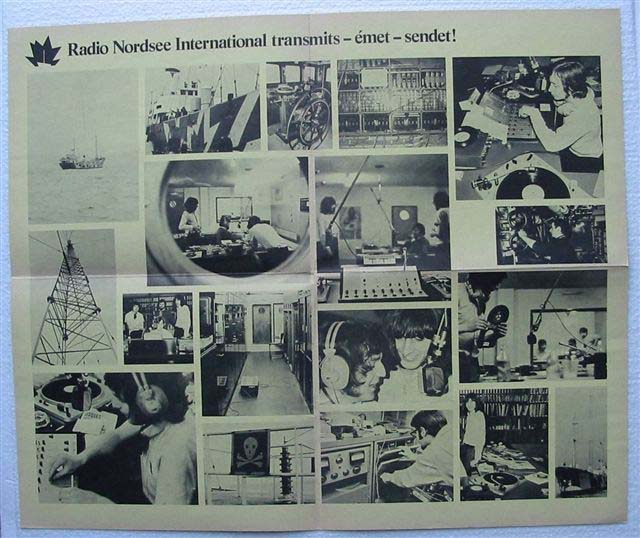 Radio Nordsee International transmits – émet – sendet!